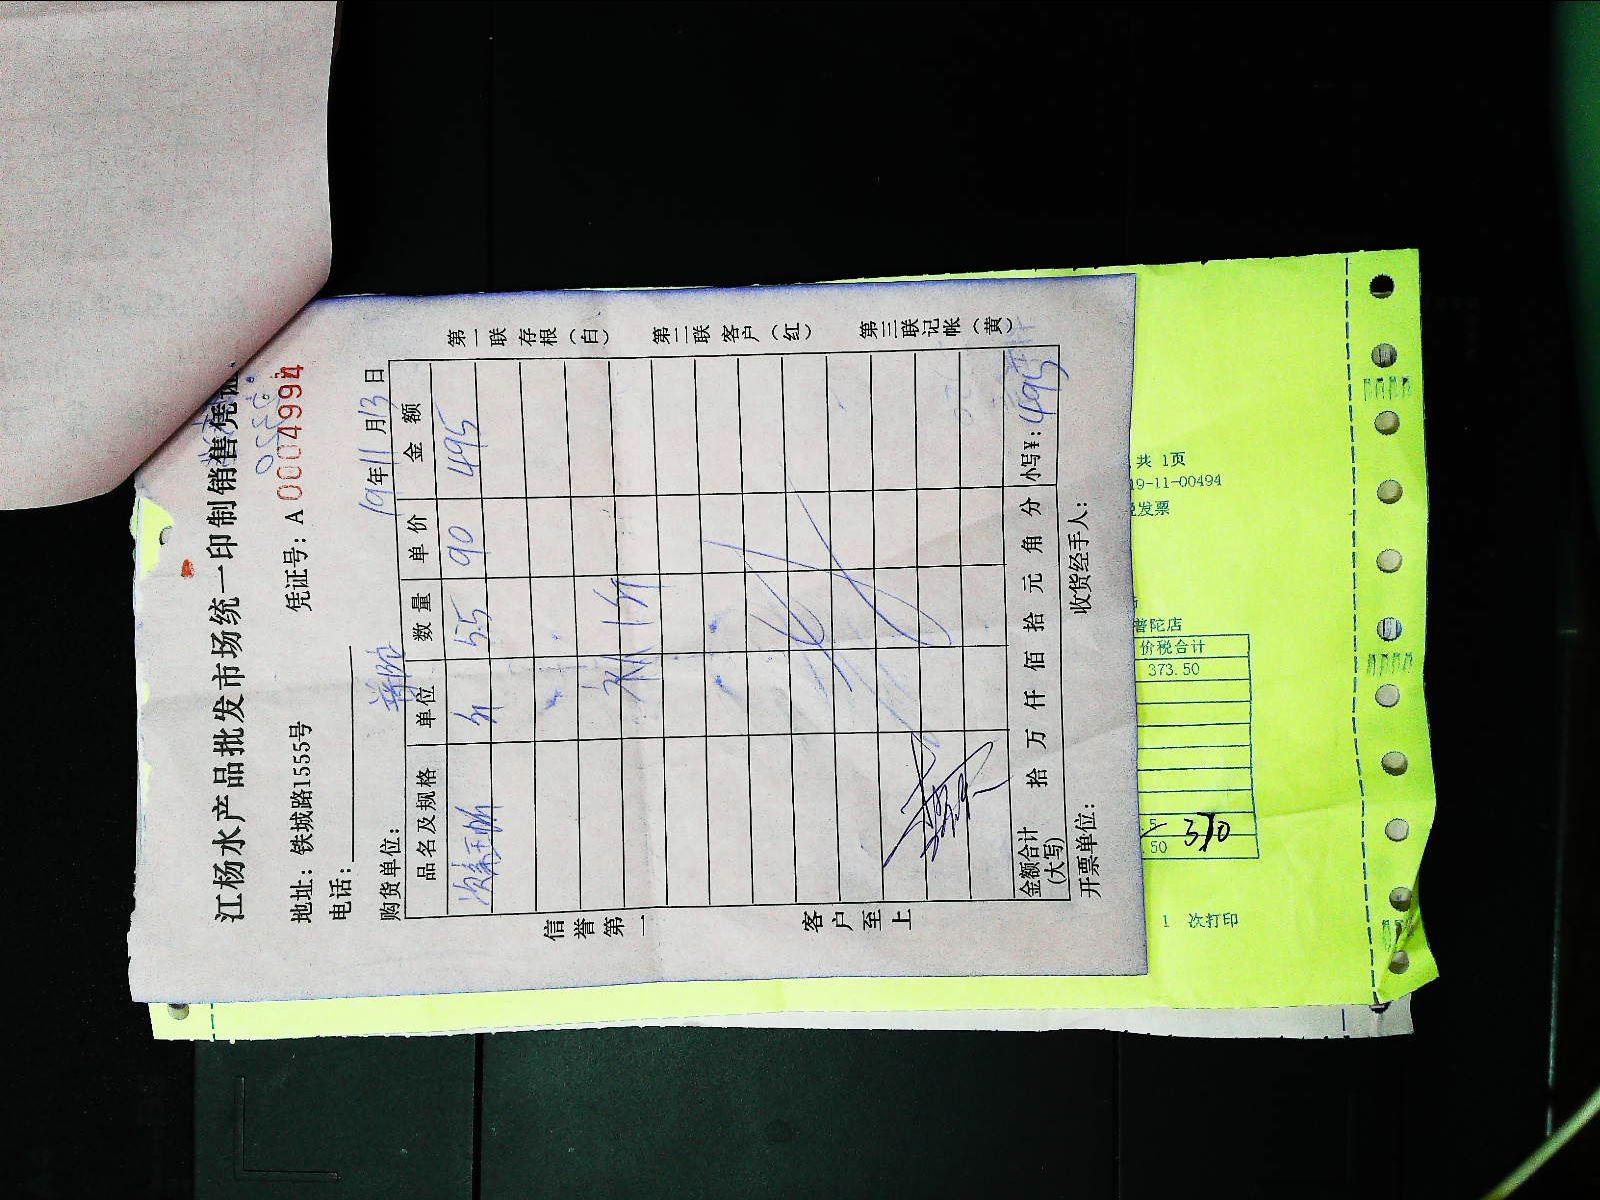 江杨水产品批发市场统一印制销售凭证
地址：铁城路1555号 凭证号：A 0004994
电话：
购货单位： 普陀 19年11月13日
品名及规格 单位 数量 单价 金额
5.5 90 495
金额合计(大写) 拾 万 仟 佰 拾 元 角 分 小写¥：495
开票单位： 收货经手人：
信誉第一 客户至上
第一联存根（白） 第二联客户（红） 第三联记帐（黄）
共 1页
19-11-00494
发票
普陀店
价税合计
373.50
.50 370
1 次打印